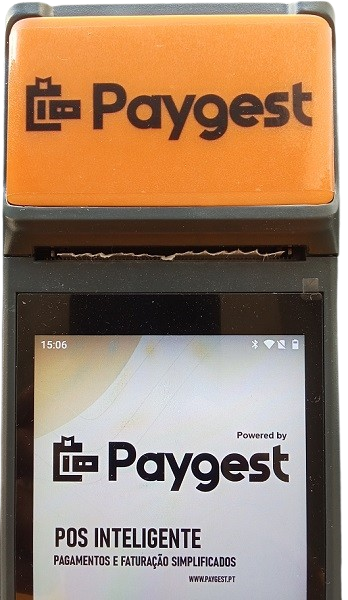 Paygest
15:06
Powered by
Paygest
POS INTELIGENTE
PAGAMENTOS E FATURAÇÃO SIMPLIFICADOS
WWW.PAYGEST.PT